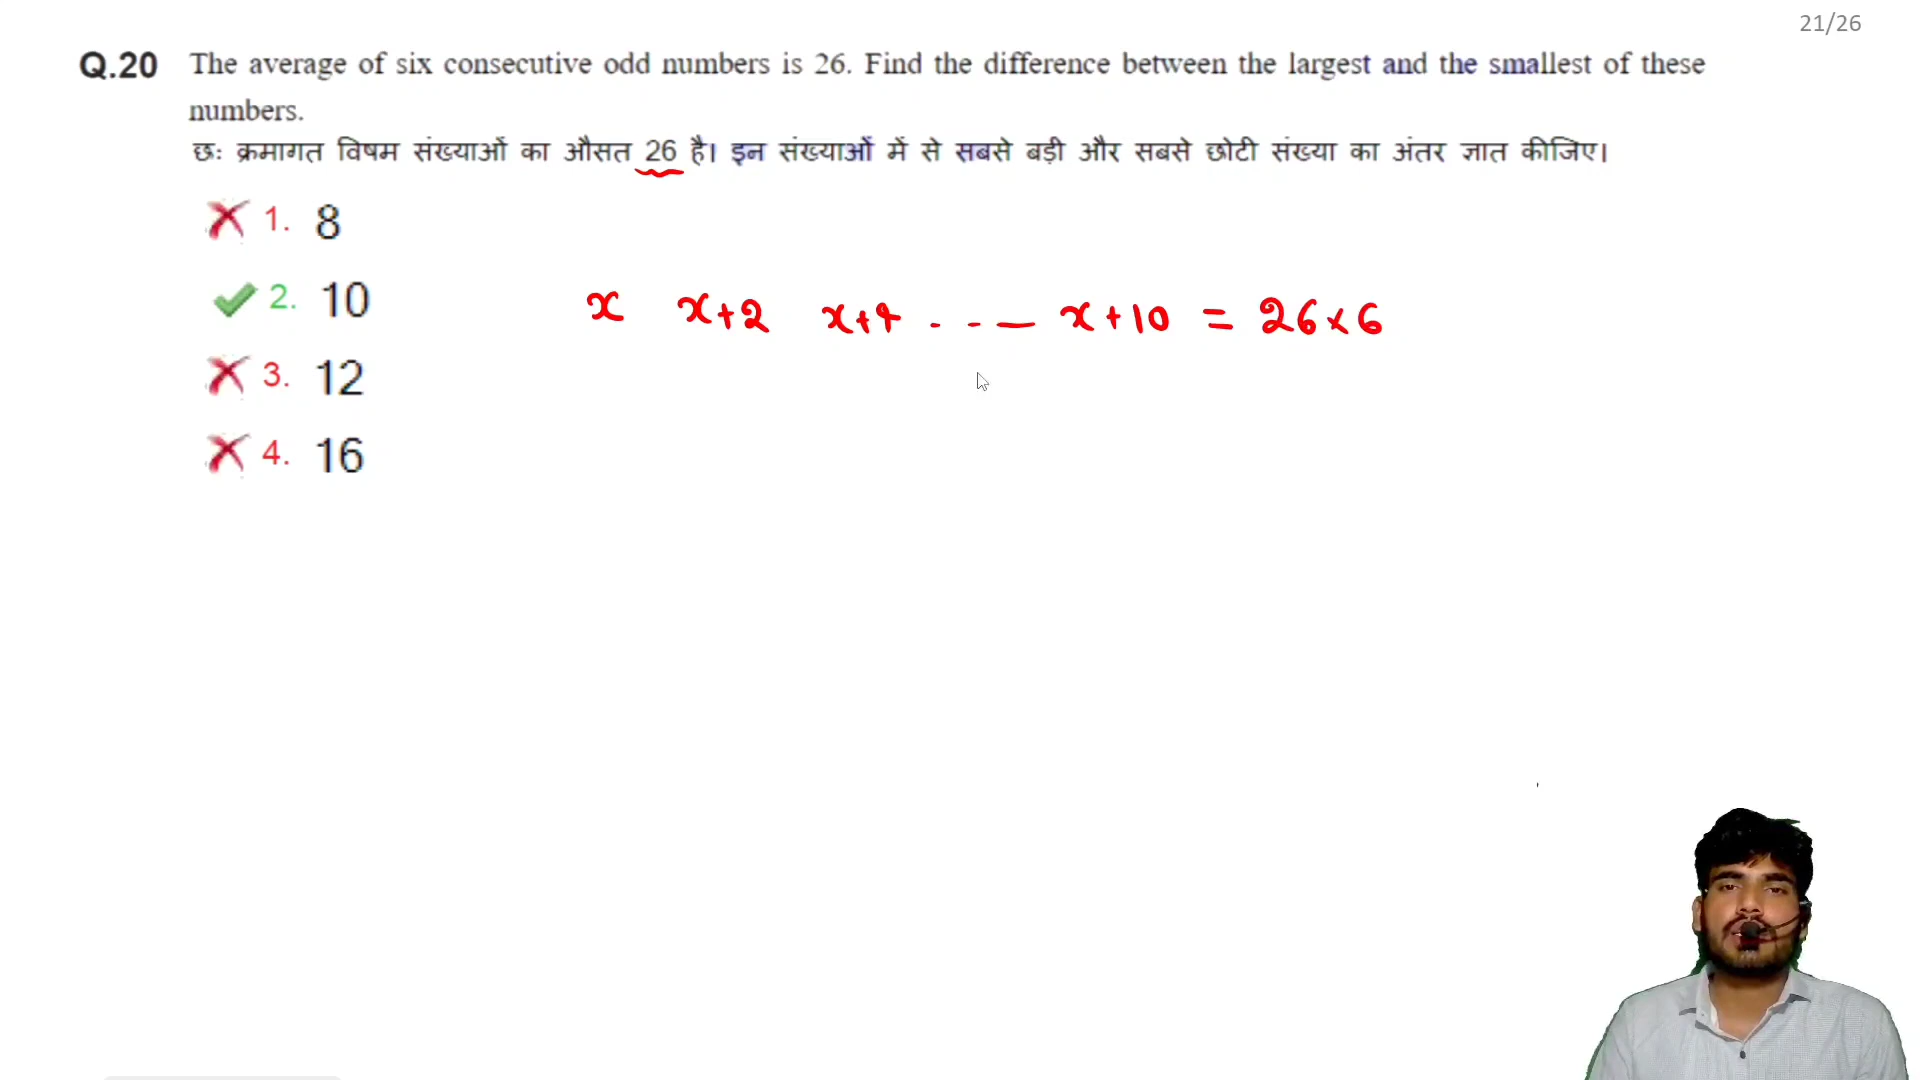 21/26
Q.20 The average of six consecutive odd numbers is 26. Find the difference between the largest and the smallest of these
numbers.
छः क्रमागत विषम संख्याओं का औसत 26 है। इन संख्याओं में से सबसे बड़ी और सबसे छोटी संख्या का अंतर ज्ञात कीजिए।
1. 8
2. 10
x x+2 x+4 . - - — x+10 = 26×6
3. 12
4. 16